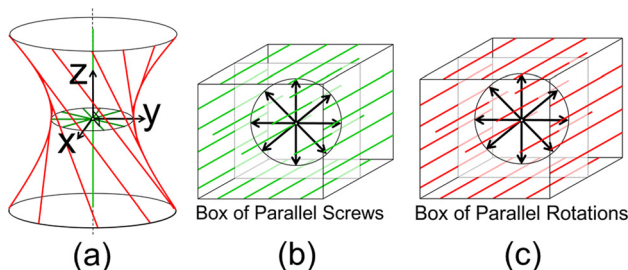 z
y
x
Box of Parallel Screws
Box of Parallel Rotations
(a)
(b)
(c)